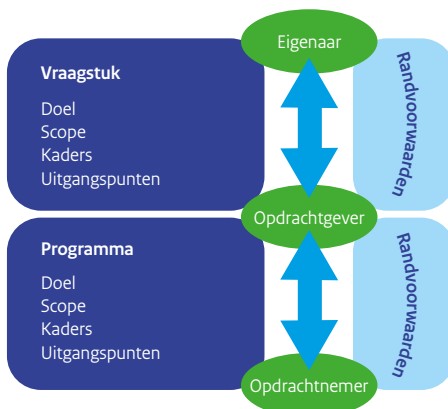 Eigenaar
Vraagstuk
Doel
Scope
Kaders
Uitgangspunten
Randvoorwaarden
Opdrachtgever
Programma
Doel
Scope
Kaders
Uitgangspunten
Randvoorwaarden
Opdrachtnemer